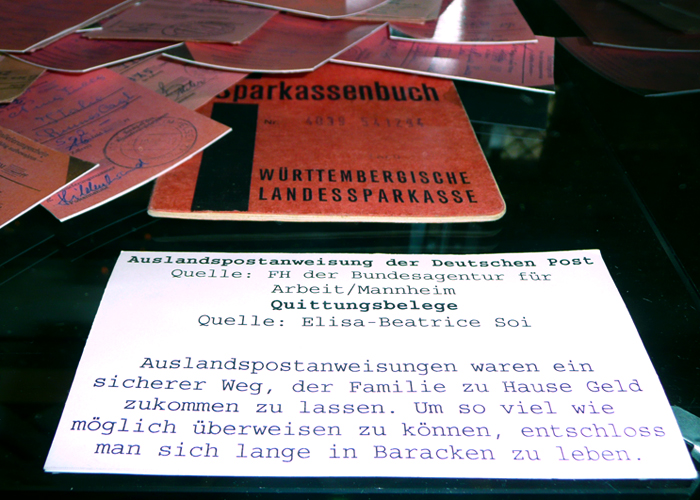 Sparkassenbuch
Nr.
WÜRTTEMBERGISCHE
LANDESSPARKASSE
Auslandspostanweisung der Deutschen Post
Quelle: FH der Bundesagentur für
Arbeit/Mannheim
Quittungsbelege
Quelle: Elisa-Beatrice Soi
Auslandspostanweisungen waren ein
sicherer Weg, der Familie zu Hause Geld
zukommen zu lassen. Um so viel wie
möglich überweisen zu können, entschloss
man sich lange in Baracken zu leben.